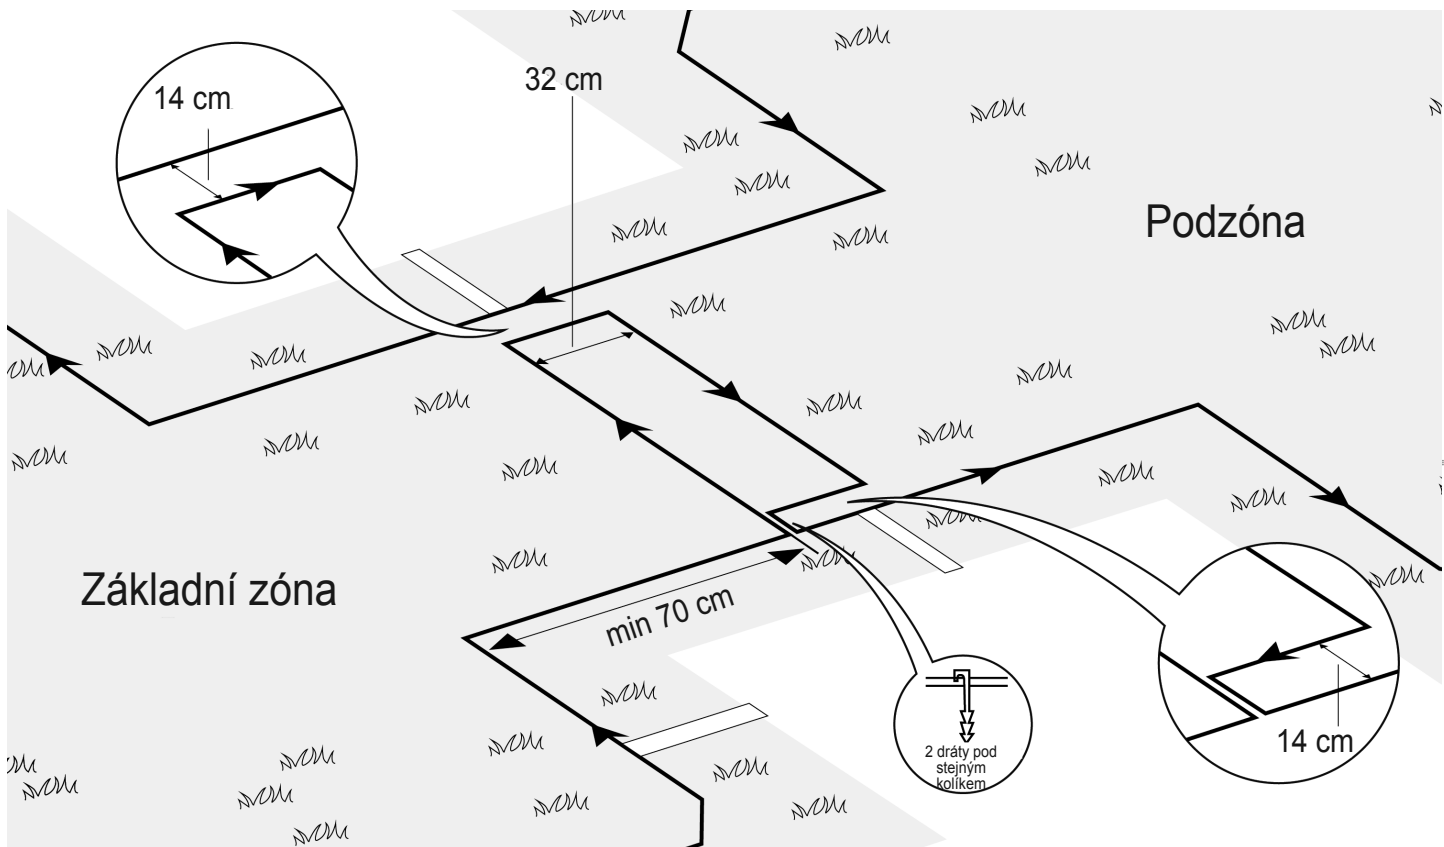 14 cm
32 cm
Podzóna
Základní zóna
min 70 cm
2 dráty pod
stejným
kolíkem
14 cm